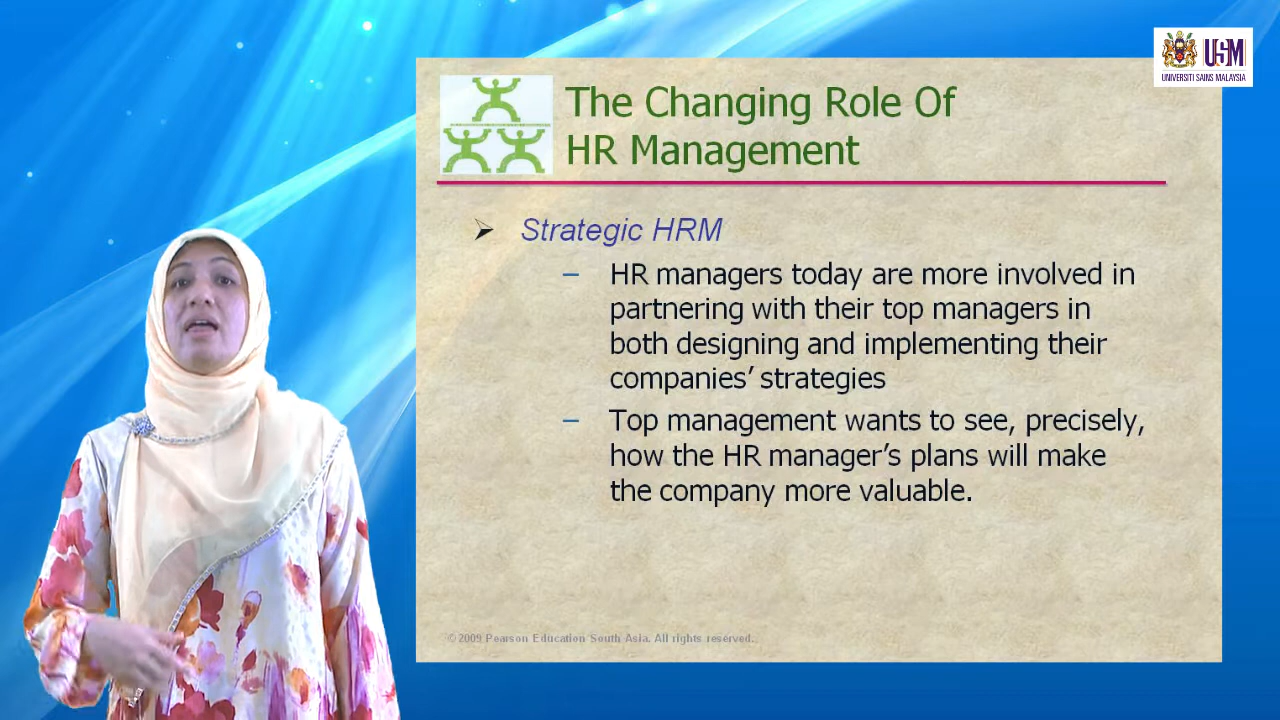 USM
UNIVERSITI SAINS MALAYSIA
The Changing Role Of
HR Management
➢ Strategic HRM
– HR managers today are more involved in
partnering with their top managers in
both designing and implementing their
companies’ strategies
– Top management wants to see, precisely,
how the HR manager’s plans will make
the company more valuable.
©2009 Pearson Education South Asia. All rights reserved.